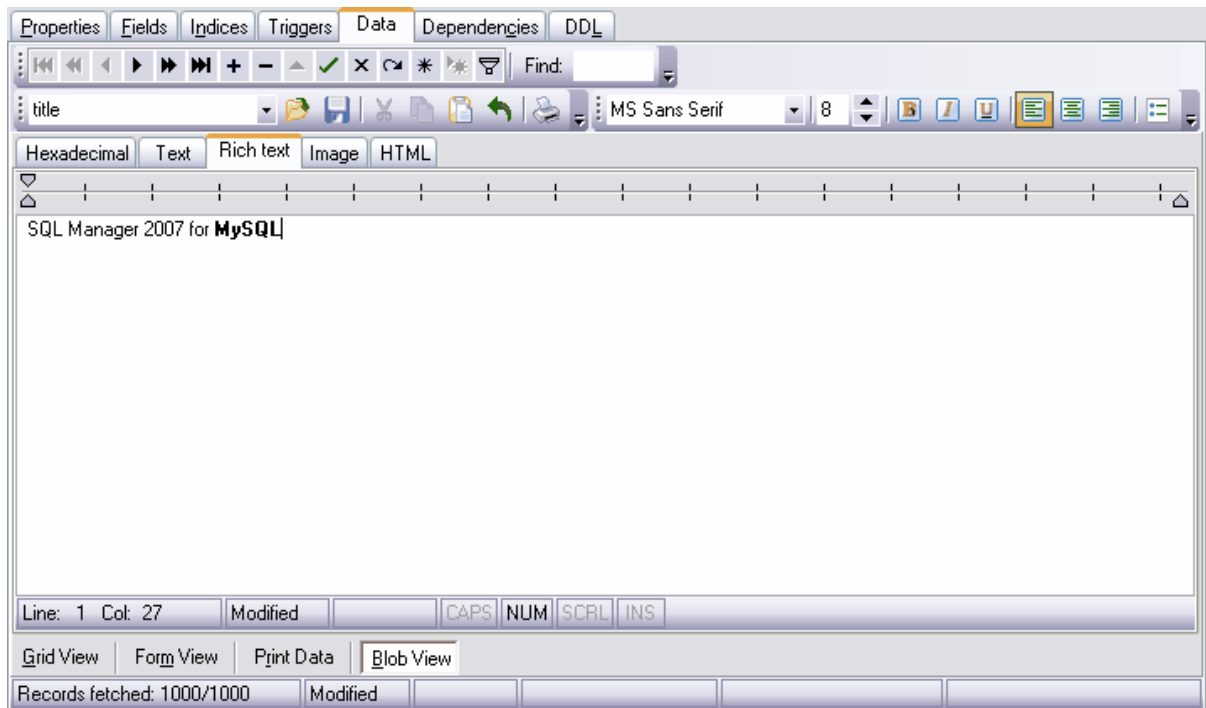 Properties Fields Indices Triggers Data Dependencies DDL
Find:
title MS Sans Serif 8 B I U
Hexadecimal Text Rich text Image HTML
SQL Manager 2007 for MySQL
Line: 1 Col: 27 Modified CAPS NUM SCRL INS
Grid View Form View Print Data Blob View
Records fetched: 1000/1000 Modified